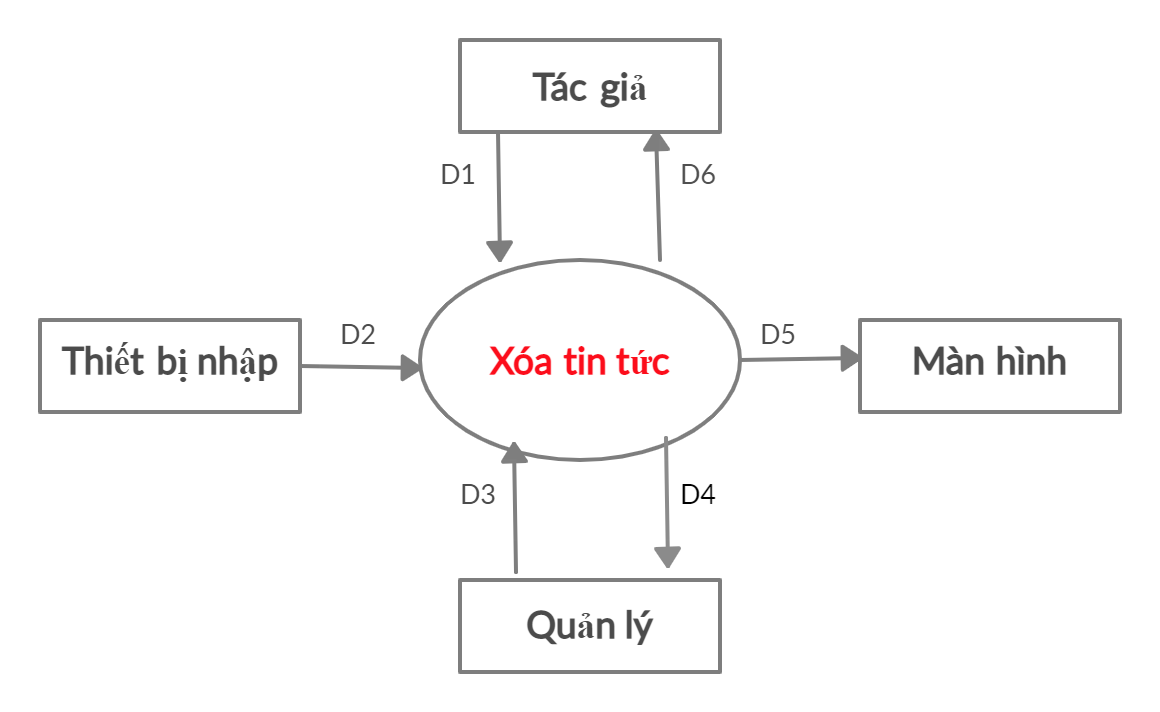 Tác giả
D1
D6
Thiết bị nhập
D2
Xóa tin tức
D5
Màn hình
D3
D4
Quản lý